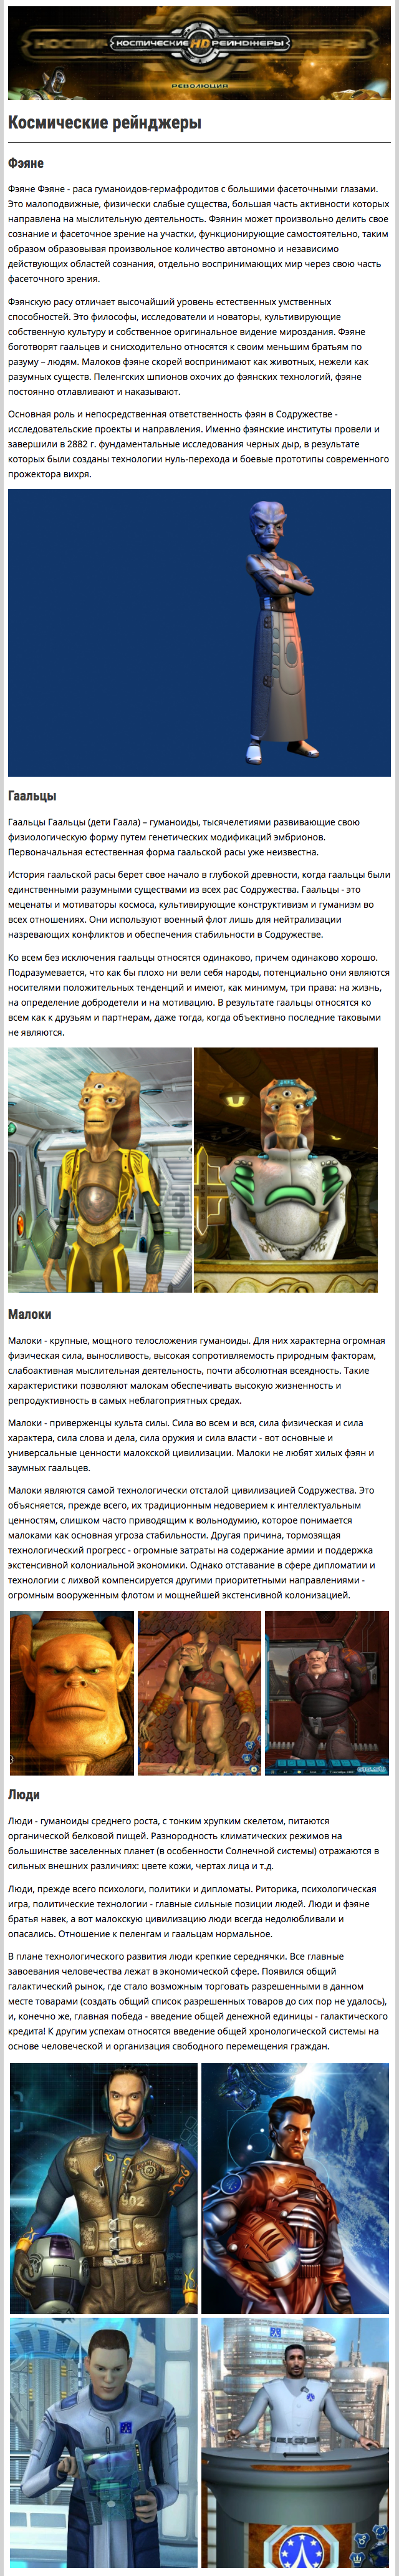 КОСМИЧЕСКИЕ HD РЕЙНДЖЕРЫ
РЕВОЛЮЦИЯ
Космические рейнджеры
Фэяне
Фэяне Фэяне - раса гуманоидов-гермафродитов с большими фасеточными глазами.
Это малоподвижные, физически слабые существа, большая часть активности которых
направлена на мыслительную деятельность. Фэянин может произвольно делить свое
сознание и фасеточное зрение на участки, функционирующие самостоятельно, таким
образом образовывая произвольное количество автономно и независимо
действующих областей сознания, отдельно воспринимающих мир через свою часть
фасеточного зрения.
Фэянскую расу отличает высочайший уровень естественных умственных
способностей. Это философы, исследователи и новаторы, культивирующие
собственную культуру и собственное оригинальное видение мироздания. Фэяне
боготворят гаальцев и снисходительно относятся к своим меньшим братьям по
разуму – людям. Малоков фэяне скорей воспринимают как животных, нежели как
разумных существ. Пеленгских шпионов охочих до фэянских технологий, фэяне
постоянно отлавливают и наказывают.
Основная роль и непосредственная ответственность фэян в Содружестве -
исследовательские проекты и направления. Именно фэянские институты провели и
завершили в 2882 г. фундаментальные исследования черных дыр, в результате
которых были созданы технологии нуль-перехода и боевые прототипы современного
прожектора вихря.
Гаальцы
Гаальцы Гаальцы (дети Гаала) – гуманоиды, тысячелетиями развивающие свою
физиологическую форму путем генетических модификаций эмбрионов.
Первоначальная естественная форма гаальской расы уже неизвестна.
История гаальской расы берет свое начало в глубокой древности, когда гаальцы были
единственными разумными существами из всех рас Содружества. Гаальцы - это
меценаты и мотиваторы космоса, культивирующие конструктивизм и гуманизм во
всех отношениях. Они используют военный флот лишь для нейтрализации
назревающих конфликтов и обеспечения стабильности в Содружестве.
Ко всем без исключения гаальцы относятся одинаково, причем одинаково хорошо.
Подразумевается, что как бы плохо ни вели себя народы, потенциально они являются
носителями положительных тенденций и имеют, как минимум, три права: на жизнь,
на определение добродетели и на мотивацию. В результате гаальцы относятся ко
всем как к друзьям и партнерам, даже тогда, когда объективно последние таковыми
не являются.
Малоки
Малоки - крупные, мощного телосложения гуманоиды. Для них характерна огромная
физическая сила, выносливость, высокая сопротивляемость природным факторам,
слабоактивная мыслительная деятельность, почти абсолютная всеядность. Такие
характеристики позволяют малокам обеспечивать высокую жизненность и
репродуктивность в самых неблагоприятных средах.
Малоки - приверженцы культа силы. Сила во всем и вся, сила физическая и сила
характера, сила слова и дела, сила оружия и сила власти - вот основные и
универсальные ценности малокской цивилизации. Малоки не любят хилых фэян и
заумных гаальцев.
Малоки являются самой технологически отсталой цивилизацией Содружества. Это
объясняется, прежде всего, их традиционным недоверием к интеллектуальным
ценностям, слишком часто приводящим к вольнодумию, которое понимается
малоками как основная угроза стабильности. Другая причина, тормозящая
технологический прогресс - огромные затраты на содержание армии и поддержка
экстенсивной колониальной экономики. Однако отставание в сфере дипломатии и
технологии с лихвой компенсируется другими приоритетными направлениями -
огромным вооруженным флотом и мощнейшей экстенсивной колонизацией.
Люди
Люди - гуманоиды среднего роста, с тонким хрупким скелетом, питаются
органической белковой пищей. Разнородность климатических режимов на
большинстве заселенных планет (в особенности Солнечной системы) отражаются в
сильных внешних различиях: цвете кожи, чертах лица и т.д.
Люди, прежде всего психологи, политики и дипломаты. Риторика, психологическая
игра, политические технологии - главные сильные позиции людей. Люди и фэяне
братья навек, а вот малокскую цивилизацию люди всегда недолюбливали и
опасались. Отношение к пеленгам и гаальцам нормальное.
В плане технологического развития люди крепкие середнячки. Все главные
завоевания человечества лежат в экономической сфере. Появился общий
галактический рынок, где стало возможным торговать разрешенными в данном
месте товарами (создать общий список разрешенных товаров до сих пор не удалось),
и, конечно же, главная победа - введение общей денежной единицы - галактического
кредита! К другим успехам относятся введение общей хронологической системы на
основе человеческой и организация свободного перемещения граждан.
902